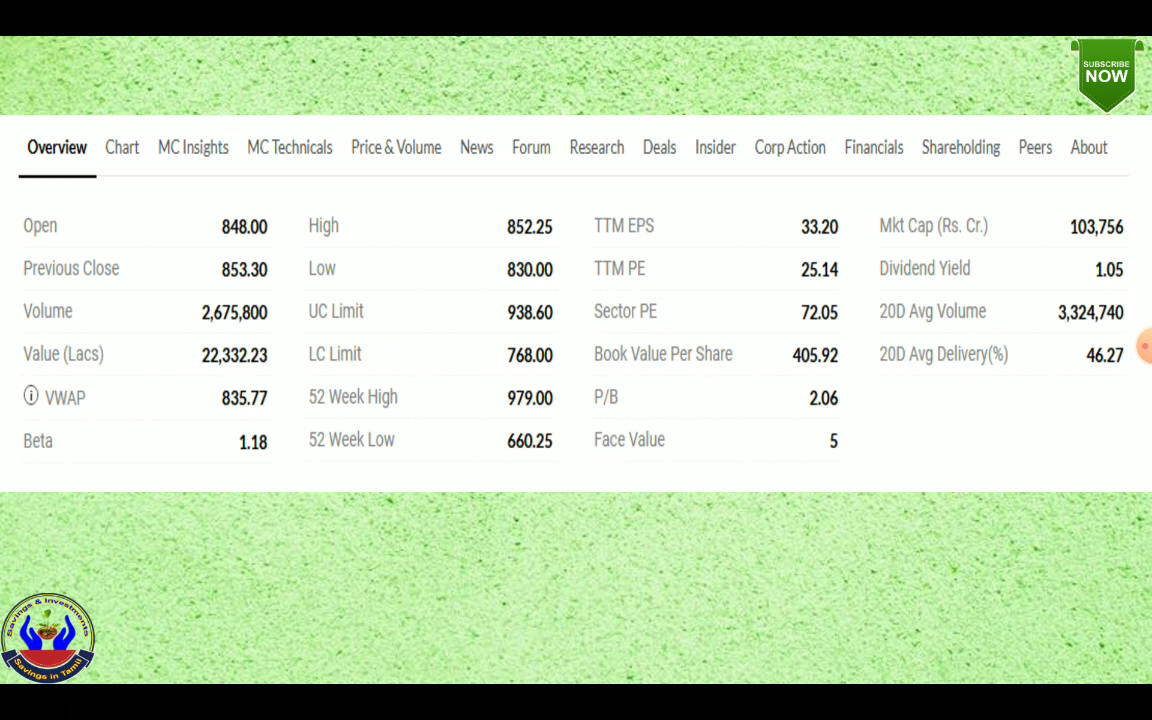 SUBSCRIBE
NOW
Overview Chart MC Insights MC Technicals Price & Volume News Forum Research Deals Insider Corp Action Financials Shareholding Peers About
Open 848.00 High 852.25 TTM EPS 33.20 Mkt Cap (Rs. Cr.) 103,756
Previous Close 853.30 Low 830.00 TTM PE 25.14 Dividend Yield 1.05
Volume 2,675,800 UC Limit 938.60 Sector PE 72.05 20D Avg Volume 3,324,740
Value (Lacs) 22,332.23 LC Limit 768.00 Book Value Per Share 405.92 20D Avg Delivery(%) 46.27
VWAP 835.77 52 Week High 979.00 P/B 2.06
Beta 1.18 52 Week Low 660.25 Face Value 5
Savings & Investments
Savings in Tamil